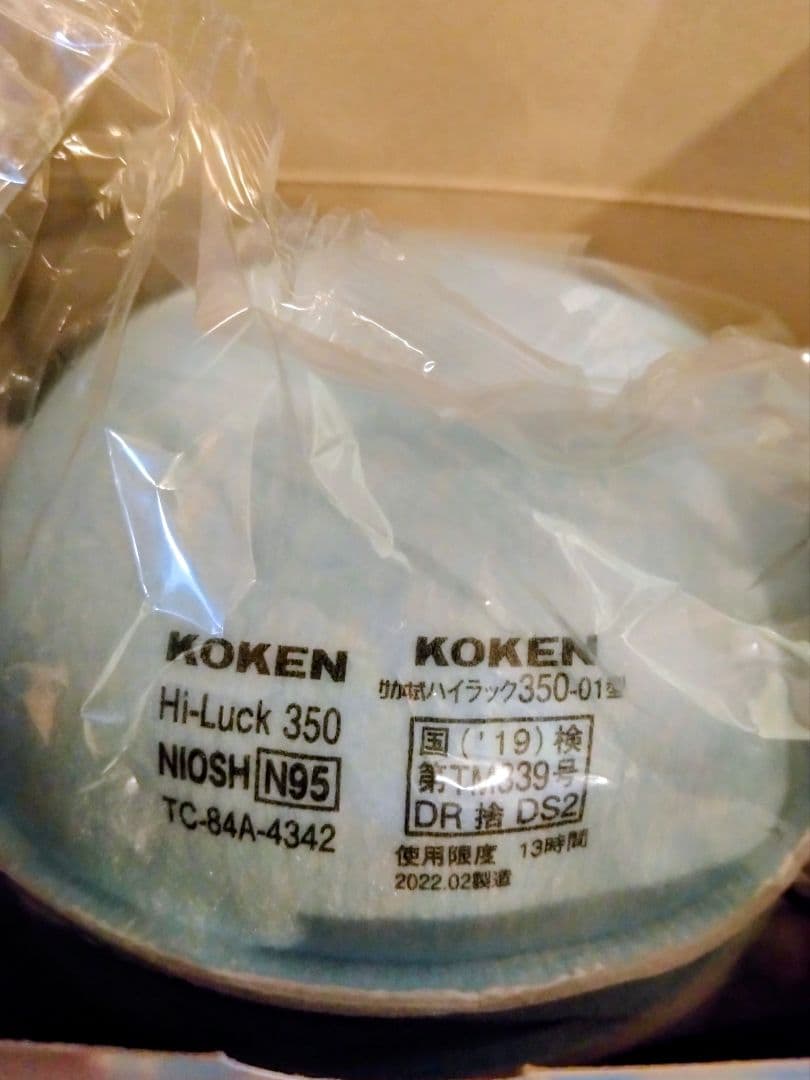 KOKEN
Hi-Luck 350
NIOSH N95
TC-84A-4342
KOKEN
サカヰ式ハイラック350-01型
国('19)検
第TM839号
DR 捨 DS2
使用限度 13時間
2022.02製造